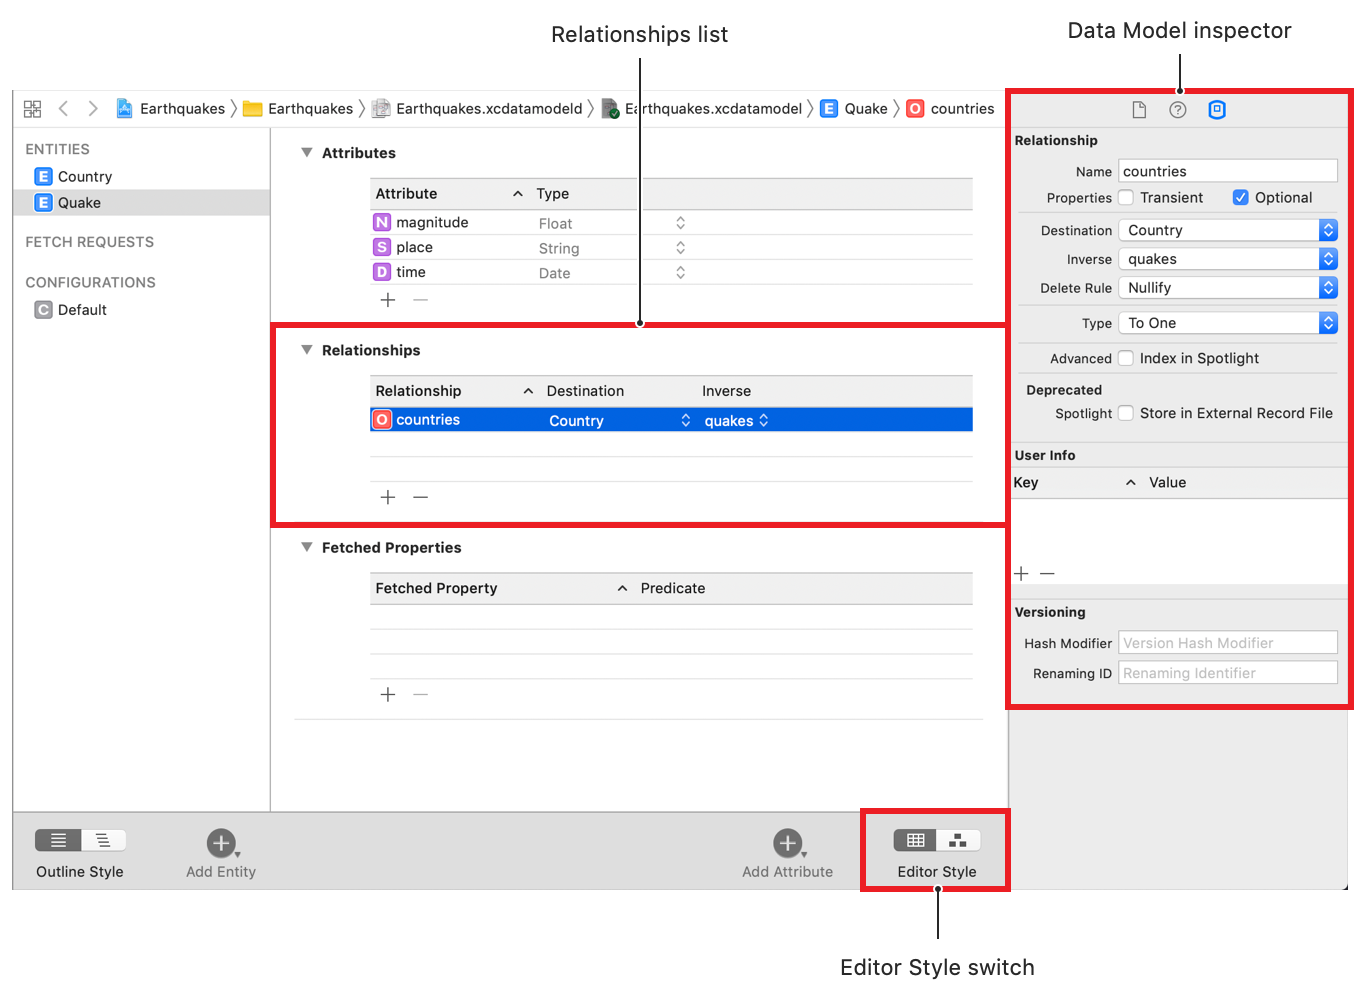 Relationships list
Data Model inspector
Earthquakes
Earthquakes
Earthquakes.xcdatamodeld
Earthquakes.xcdatamodel
E Quake
O countries
ENTITIES
E Country
E Quake
FETCH REQUESTS
CONFIGURATIONS
C Default
Attributes
Attribute Type
N magnitude Float
S place String
D time Date
Relationships
Relationship Destination Inverse
O countries Country quakes
Fetched Properties
Fetched Property Predicate
Relationship
Name countries
Properties Transient Optional
Destination Country
Inverse quakes
Delete Rule Nullify
Type To One
Advanced Index in Spotlight
Deprecated
Spotlight Store in External Record File
User Info
Key Value
Versioning
Hash Modifier Version Hash Modifier
Renaming ID Renaming Identifier
Outline Style
Add Entity
Add Attribute
Editor Style
Editor Style switch